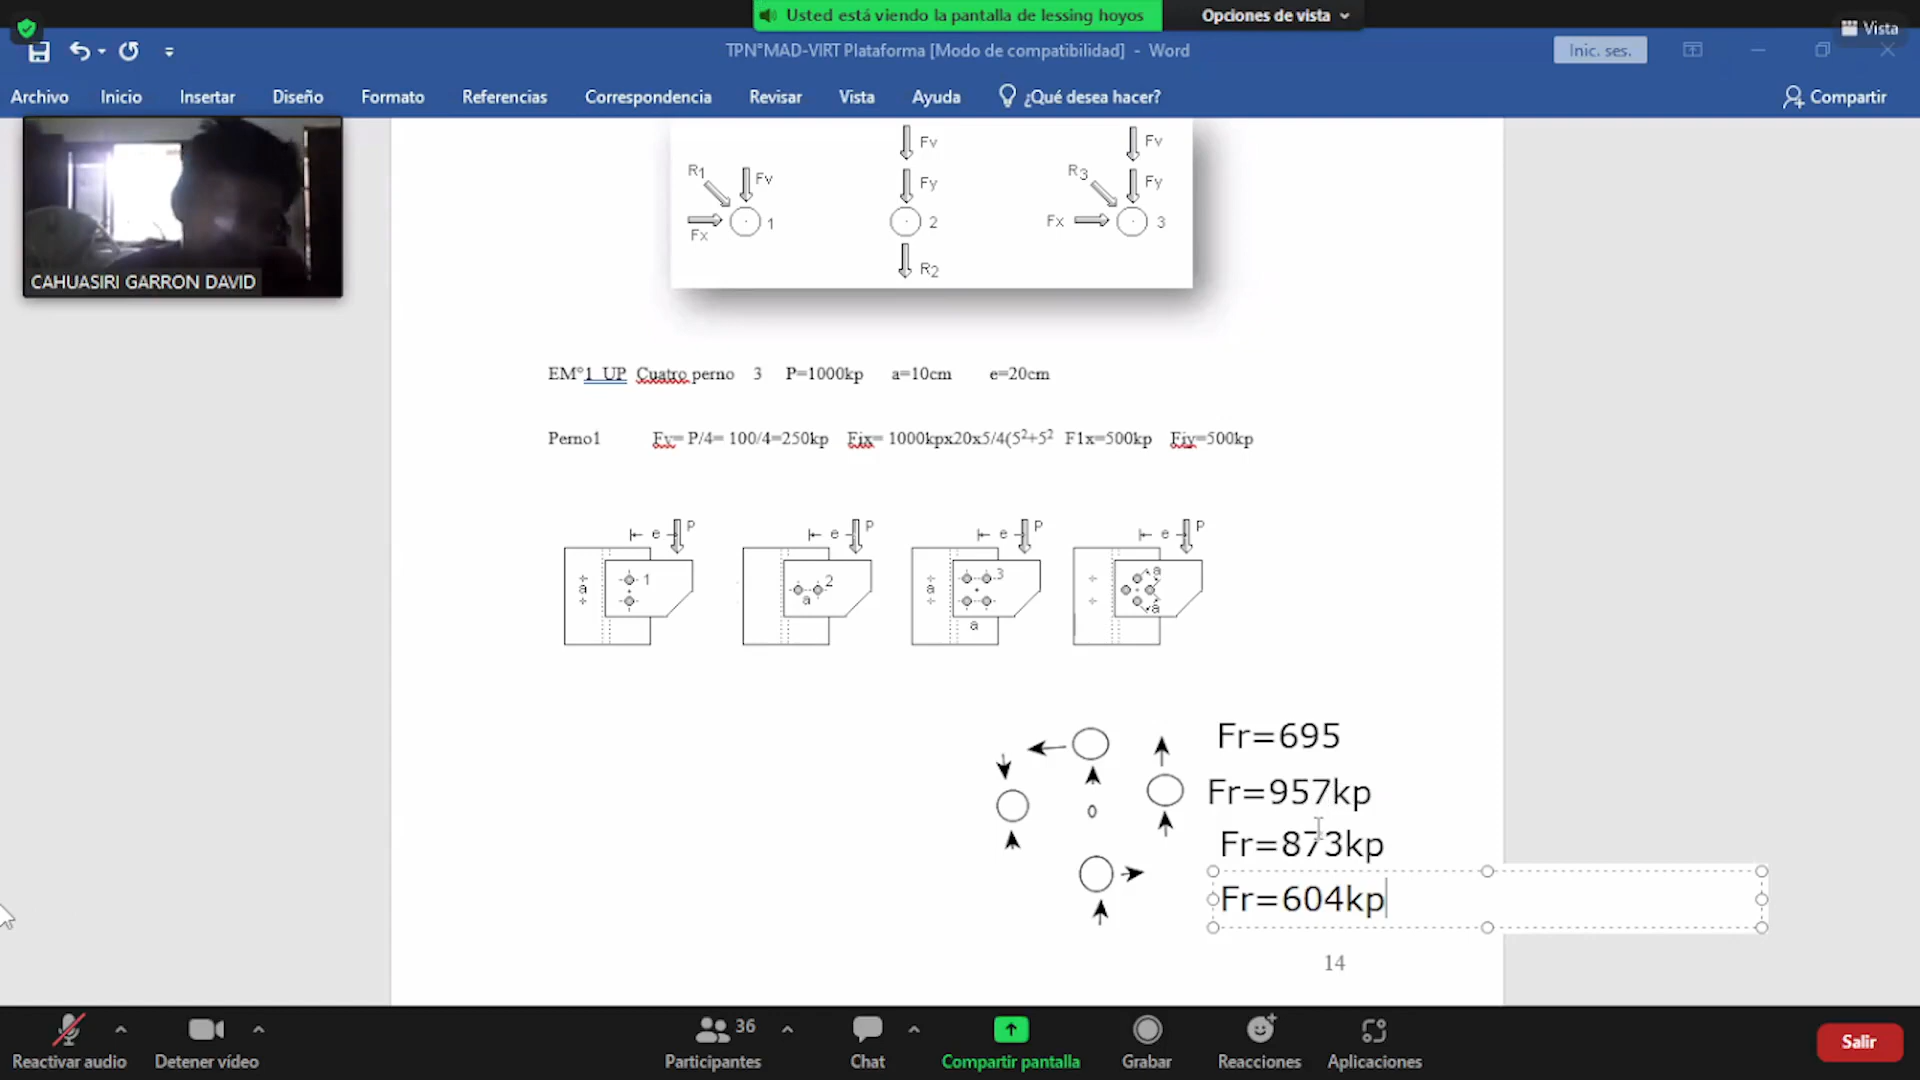 Usted está viendo la pantalla de lessing hoyos
Opciones de vista
Vista
TPN°MAD-VIRT Plataforma [Modo de compatibilidad] - Word
Inic. ses.
Archivo Inicio Insertar Diseño Formato Referencias Correspondencia Revisar Vista Ayuda ¿Qué desea hacer? Compartir
CAHUASIRI GARRON DAVID
Fv Fv
R1 Fv Fy R3 Fy
1 2 Fx 3
Fx
R2
EM°1 UP Cuatro perno 3 P=1000kp a=10cm e=20cm
Perno1 Fv= P/4= 100/4=250kp Fix= 1000kpx20x5/4(5²+5² F1x=500kp Fiy=500kp
e P e P e P e P
1 2 3 a
a a a
a a
Fr=695
Fr=957kp
Fr=873kp
Fr=604kp
14
Reactivar audio Detener vídeo Participantes 36 Chat Compartir pantalla Grabar Reacciones Aplicaciones Salir